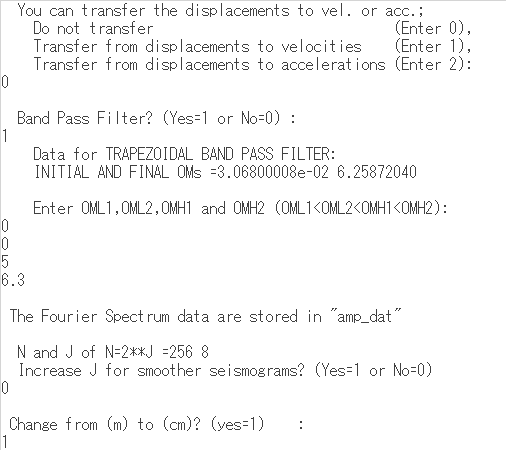 You can transfer the displacements to vel. or acc.;
Do not transfer (Enter 0),
Transfer from displacements to velocities (Enter 1),
Transfer from displacements to accelerations (Enter 2):
0
Band Pass Filter? (Yes=1 or No=0) :
1
Data for TRAPEZOIDAL BAND PASS FILTER:
INITIAL AND FINAL OMs =3.06800008e-02 6.25872040
Enter OML1,OML2,OMH1 and OMH2 (OML1<OML2<OMH1<OMH2):
0
0
5
6.3
The Fourier Spectrum data are stored in "amp_dat"
N and J of N=2**J =256 8
Increase J for smoother seismograms? (Yes=1 or No=0)
0
Change from (m) to (cm)? (yes=1) :
1